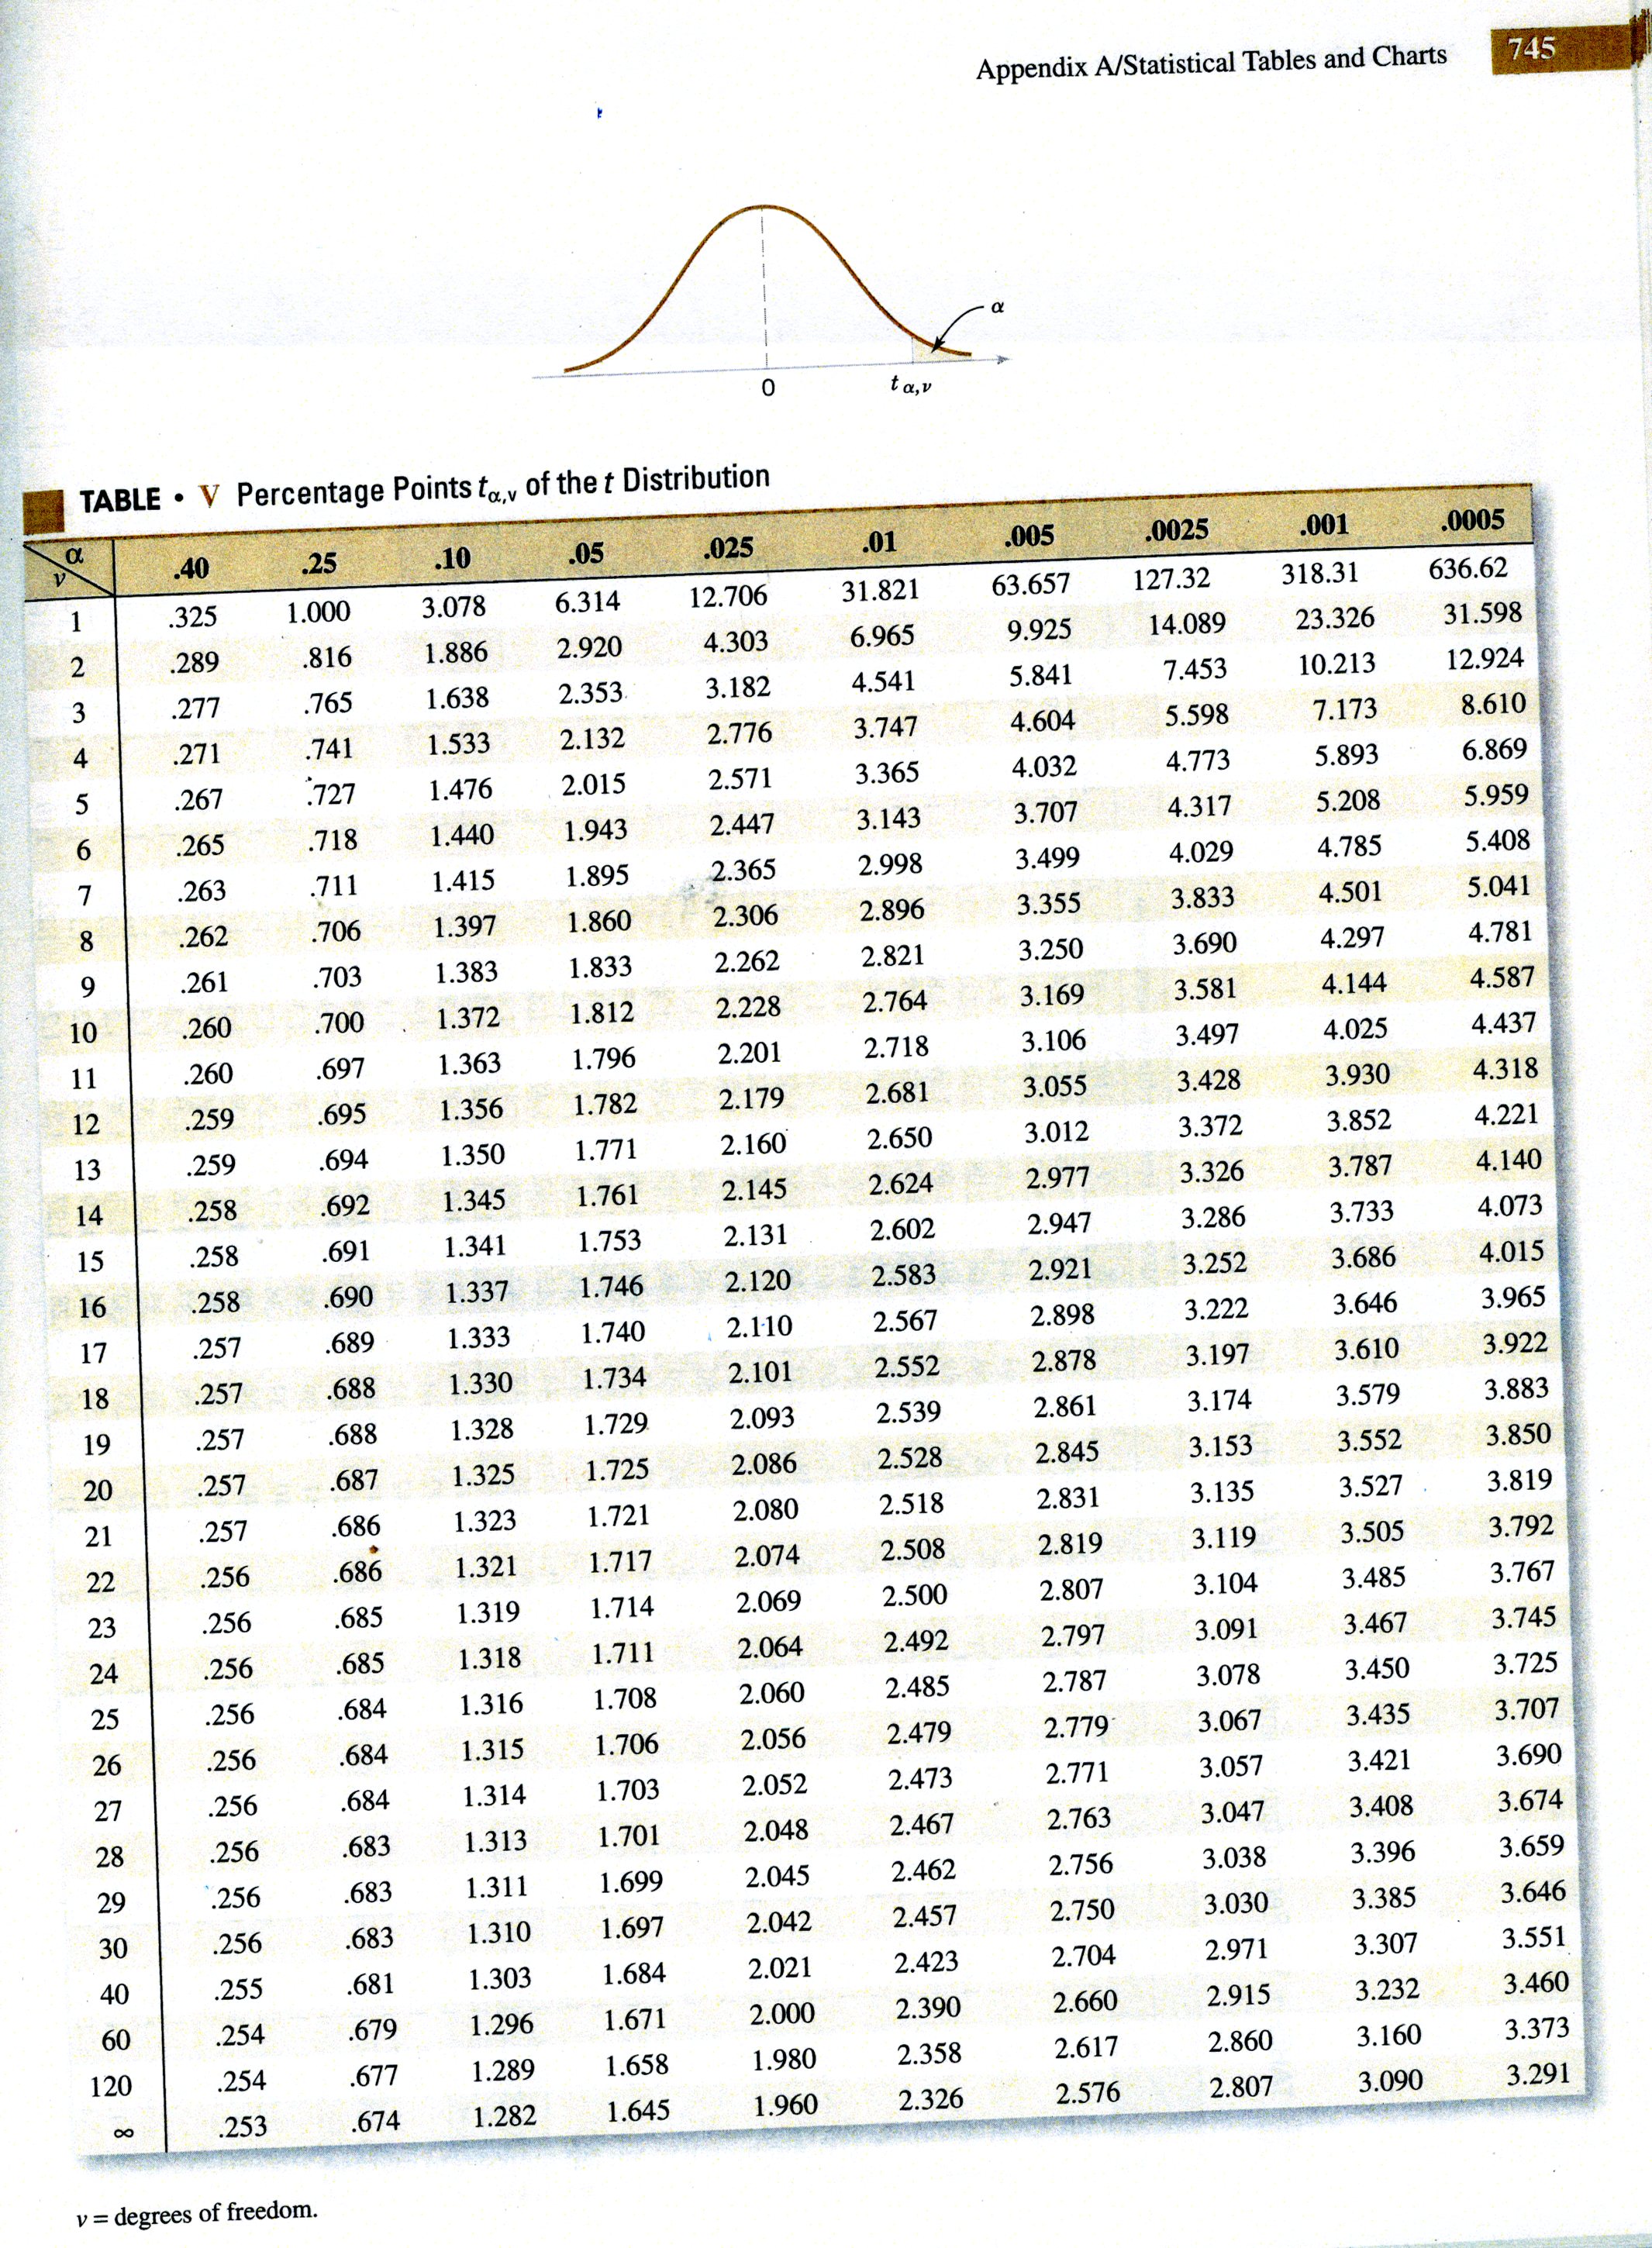 Appendix A/Statistical Tables and Charts 745
α
0 tα,ν
TABLE • V Percentage Points tα,ν of the t Distribution
α
ν .40 .25 .10 .05 .025 .01 .005 .0025 .001 .0005
1 .325 1.000 3.078 6.314 12.706 31.821 63.657 127.32 318.31 636.62
2 .289 .816 1.886 2.920 4.303 6.965 9.925 14.089 23.326 31.598
3 .277 .765 1.638 2.353 3.182 4.541 5.841 7.453 10.213 12.924
4 .271 .741 1.533 2.132 2.776 3.747 4.604 5.598 7.173 8.610
5 .267 .727 1.476 2.015 2.571 3.365 4.032 4.773 5.893 6.869
6 .265 .718 1.440 1.943 2.447 3.143 3.707 4.317 5.208 5.959
7 .263 .711 1.415 1.895 2.365 2.998 3.499 4.029 4.785 5.408
8 .262 .706 1.397 1.860 2.306 2.896 3.355 3.833 4.501 5.041
9 .261 .703 1.383 1.833 2.262 2.821 3.250 3.690 4.297 4.781
10 .260 .700 1.372 1.812 2.228 2.764 3.169 3.581 4.144 4.587
11 .260 .697 1.363 1.796 2.201 2.718 3.106 3.497 4.025 4.437
12 .259 .695 1.356 1.782 2.179 2.681 3.055 3.428 3.930 4.318
13 .259 .694 1.350 1.771 2.160 2.650 3.012 3.372 3.852 4.221
14 .258 .692 1.345 1.761 2.145 2.624 2.977 3.326 3.787 4.140
15 .258 .691 1.341 1.753 2.131 2.602 2.947 3.286 3.733 4.073
16 .258 .690 1.337 1.746 2.120 2.583 2.921 3.252 3.686 4.015
17 .257 .689 1.333 1.740 2.110 2.567 2.898 3.222 3.646 3.965
18 .257 .688 1.330 1.734 2.101 2.552 2.878 3.197 3.610 3.922
19 .257 .688 1.328 1.729 2.093 2.539 2.861 3.174 3.579 3.883
20 .257 .687 1.325 1.725 2.086 2.528 2.845 3.153 3.552 3.850
21 .257 .686 1.323 1.721 2.080 2.518 2.831 3.135 3.527 3.819
22 .256 .686 1.321 1.717 2.074 2.508 2.819 3.119 3.505 3.792
23 .256 .685 1.319 1.714 2.069 2.500 2.807 3.104 3.485 3.767
24 .256 .685 1.318 1.711 2.064 2.492 2.797 3.091 3.467 3.745
25 .256 .684 1.316 1.708 2.060 2.485 2.787 3.078 3.450 3.725
26 .256 .684 1.315 1.706 2.056 2.479 2.779 3.067 3.435 3.707
27 .256 .684 1.314 1.703 2.052 2.473 2.771 3.057 3.421 3.690
28 .256 .683 1.313 1.701 2.048 2.467 2.763 3.047 3.408 3.674
29 .256 .683 1.311 1.699 2.045 2.462 2.756 3.038 3.396 3.659
30 .256 .683 1.310 1.697 2.042 2.457 2.750 3.030 3.385 3.646
40 .255 .681 1.303 1.684 2.021 2.423 2.704 2.971 3.307 3.551
60 .254 .679 1.296 1.671 2.000 2.390 2.660 2.915 3.232 3.460
120 .254 .677 1.289 1.658 1.980 2.358 2.617 2.860 3.160 3.373
∞ .253 .674 1.282 1.645 1.960 2.326 2.576 2.807 3.090 3.291
ν = degrees of freedom.